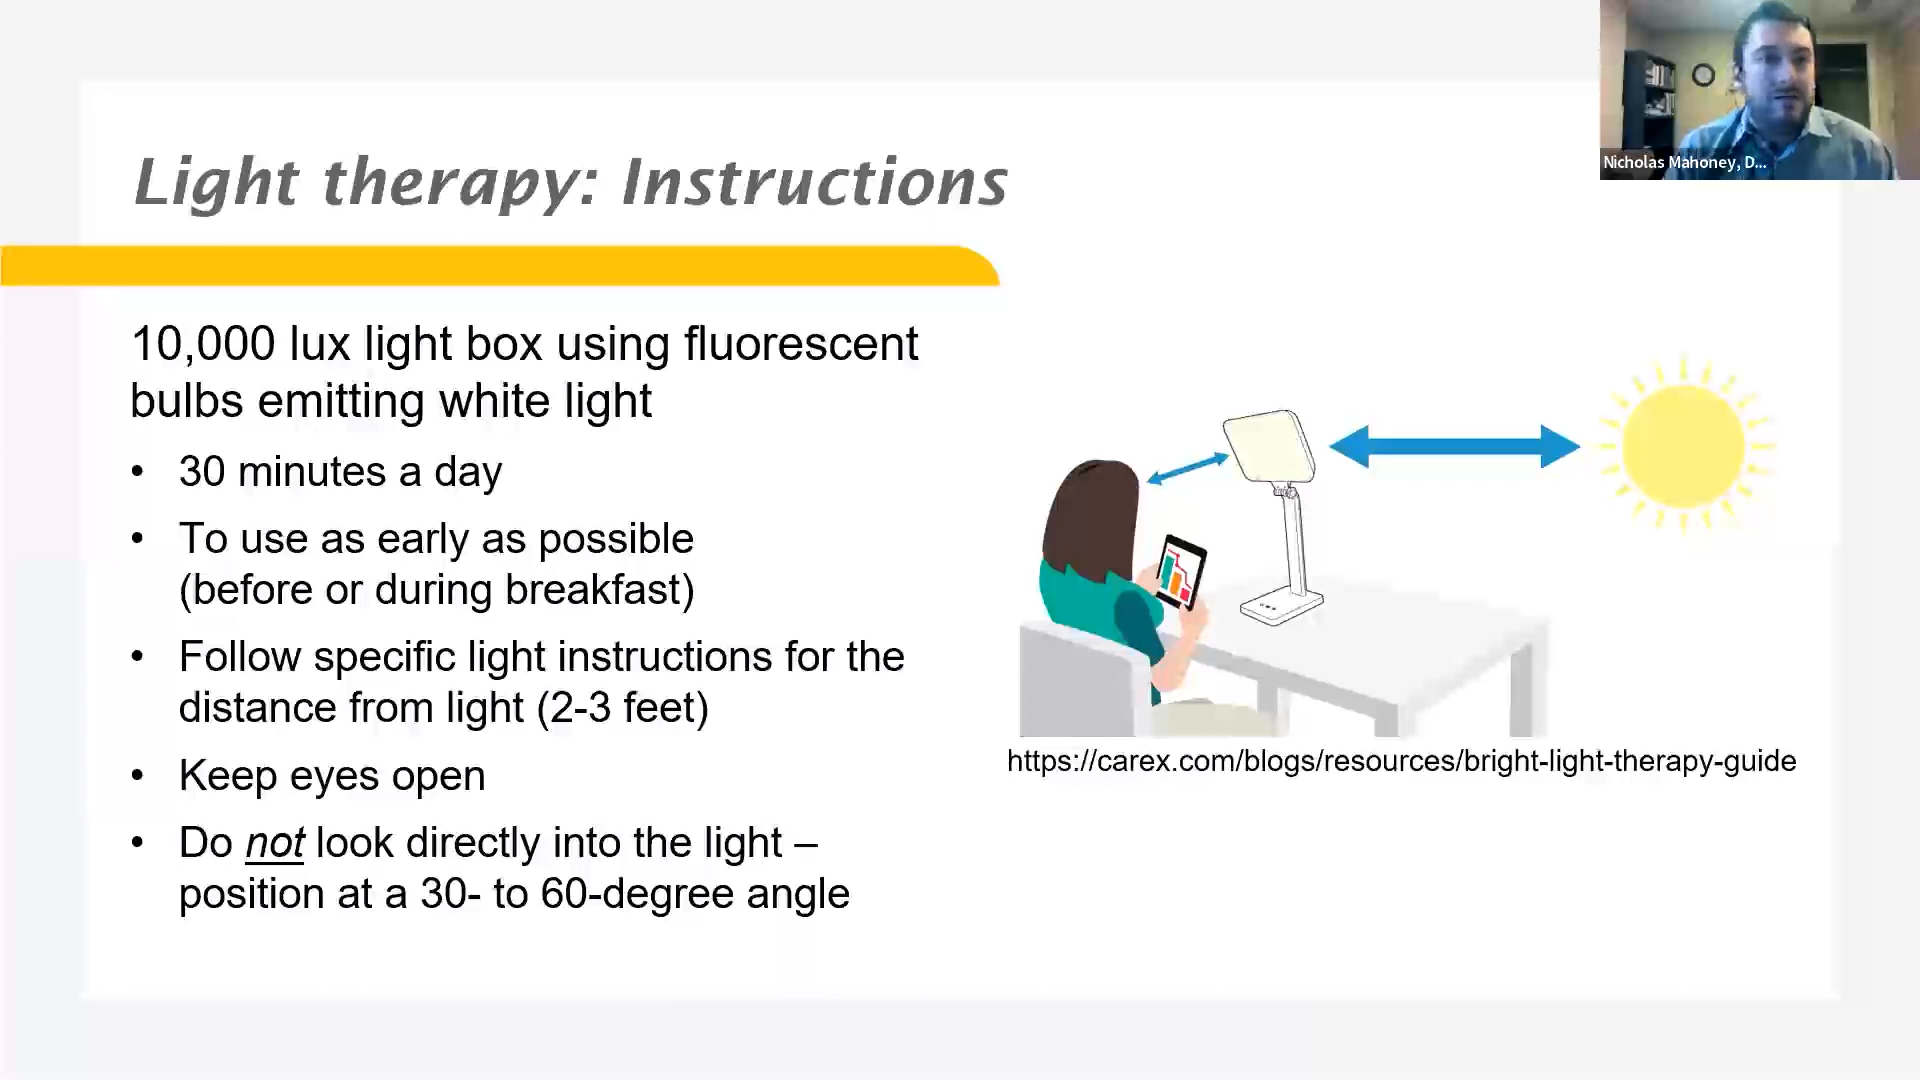 Light therapy: Instructions
10,000 lux light box using fluorescent
bulbs emitting white light
• 30 minutes a day
• To use as early as possible
(before or during breakfast)
• Follow specific light instructions for the
distance from light (2-3 feet)
• Keep eyes open
• Do not look directly into the light –
position at a 30- to 60-degree angle
https://carex.com/blogs/resources/bright-light-therapy-guide
Nicholas Mahoney, D...